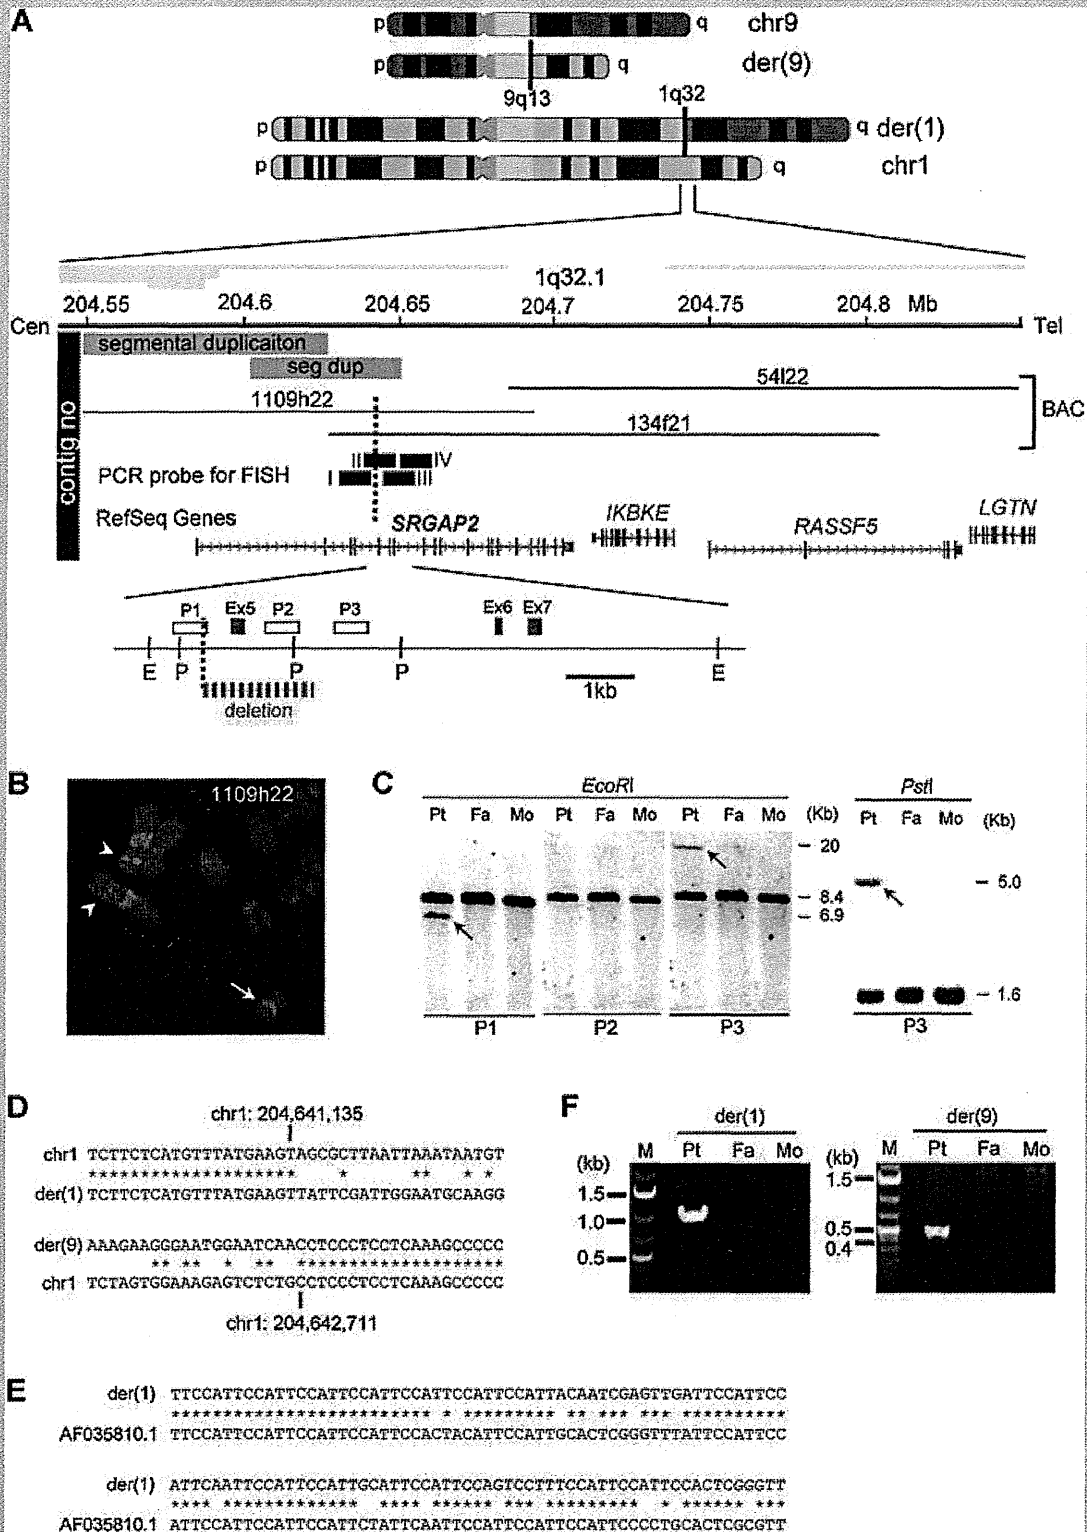 A
p q chr9
p q der(9)
9q13 1q32
p q der(1)
p q chr1
1q32.1
204.55 204.6 204.65 204.7 204.75 204.8 Mb
Cen Tel
segmental duplicaiton
seg dup
54l22
1109h22
BAC
134f21
contig no
II IV
PCR probe for FISH I III
RefSeq Genes SRGAP2 IKBKE RASSF5 LGTN
P1 Ex5 P2 P3 Ex6 Ex7
E P P P E
1kb
deletion
B
1109h22
C
EcoRI PstI
Pt Fa Mo Pt Fa Mo Pt Fa Mo (Kb) Pt Fa Mo (Kb)
20
5.0
8.4
6.9
1.6
P1 P2 P3 P3
D
chr1: 204,641,135
chr1 TCTTCTCATGTTTATGAAGTAGCGCTTAATTAAATAATGT
der(1) TCTTCTCATGTTTATGAAGTTATTCGATTGGAATGCAAGG
der(9) AAAGAAGGGAATGGAATCAACCTCCCTCCTCAAAGCCCCC
chr1 TCTAGTGGAAAGAGTCTCTGCCTCCCTCCTCAAAGCCCCC
chr1: 204,642,711
F
der(1) der(9)
M Pt Fa Mo M Pt Fa Mo
(kb) (kb)
1.5 1.5
1.0
0.5 0.5
0.4
E
der(1) TTCCATTCCATTCCATTCCATTCCATTCCATTCCATTACAATCGAGTTGATTCCATTCC
AF035810.1 TTCCATTCCATTCCATTCCATTCCACTACATTCCATTGCACTCGGGTTTATTCCATTCC
der(1) ATTCAATTCCATTCCATTGCATTCCATTCCAGTCCTTTCCATTCCATTCCACTCGGGTT
AF035810.1 ATTCCATTCCATTCCATTCTATTCAATTCCATTCCATTCCATTCCCCTGCACTCGCGTT